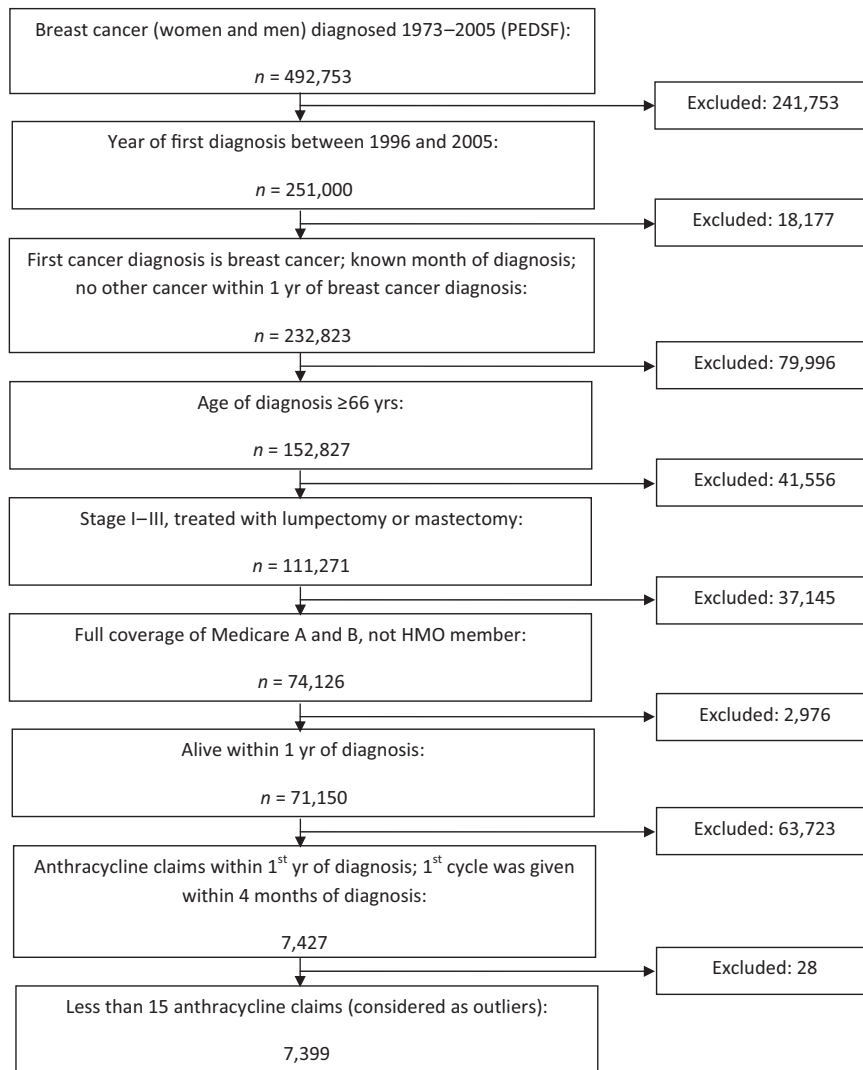 Breast cancer (women and men) diagnosed 1973–2005 (PEDSF):
n = 492,753
Excluded: 241,753
Year of first diagnosis between 1996 and 2005:
n = 251,000
Excluded: 18,177
First cancer diagnosis is breast cancer; known month of diagnosis;
no other cancer within 1 yr of breast cancer diagnosis:
n = 232,823
Excluded: 79,996
Age of diagnosis ≥66 yrs:
n = 152,827
Excluded: 41,556
Stage I–III, treated with lumpectomy or mastectomy:
n = 111,271
Excluded: 37,145
Full coverage of Medicare A and B, not HMO member:
n = 74,126
Excluded: 2,976
Alive within 1 yr of diagnosis:
n = 71,150
Excluded: 63,723
Anthracycline claims within 1st yr of diagnosis; 1st cycle was given
within 4 months of diagnosis:
7,427
Excluded: 28
Less than 15 anthracycline claims (considered as outliers):
7,399